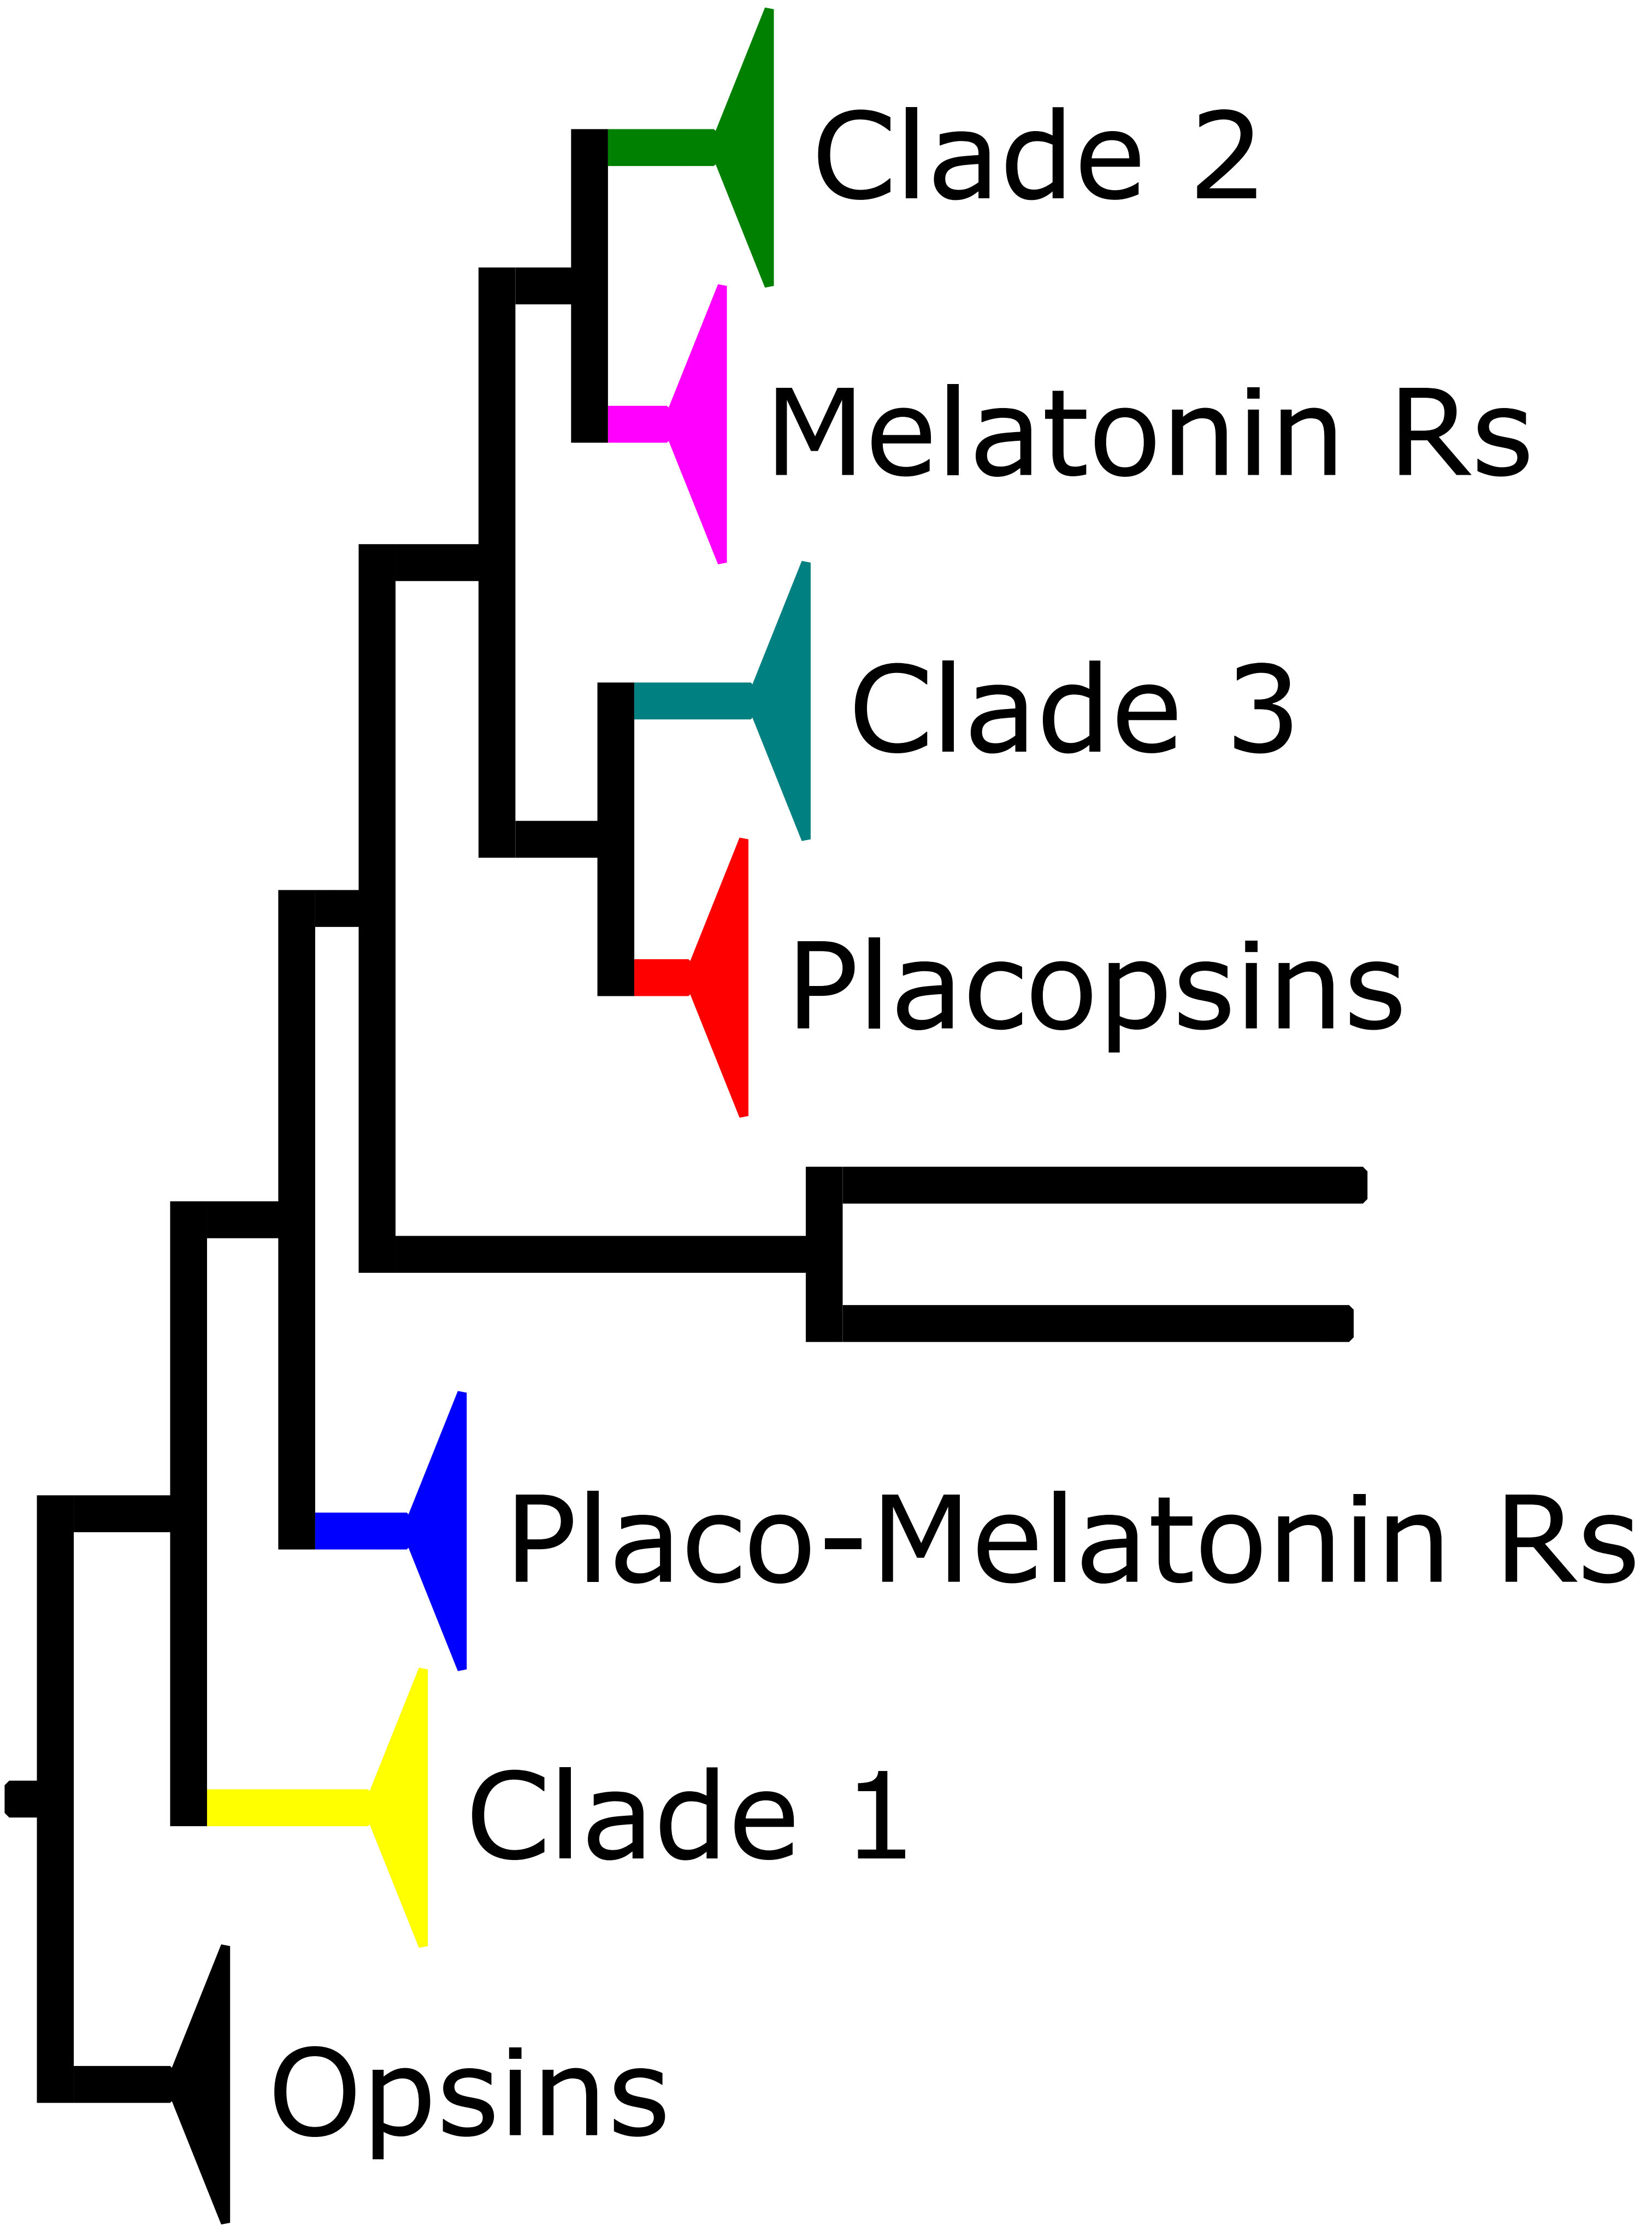 Clade 2
Melatonin Rs
Clade 3
Placopsins
Placo-Melatonin Rs
Clade 1
Opsins